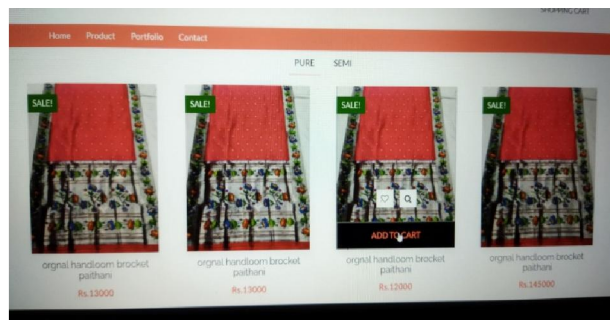 SHOPPING CART
Home Product Portfolio Contact
PURE SEMI
SALE! SALE! SALE! SALE!
ADD TO CART
orgnal handloom brocket paithani
Rs.13000
orgnal handloom brocket paithani
Rs.13000
orgnal handloom brocket paithani
Rs.12000
orgnal handloom brocket paithani
Rs.145000